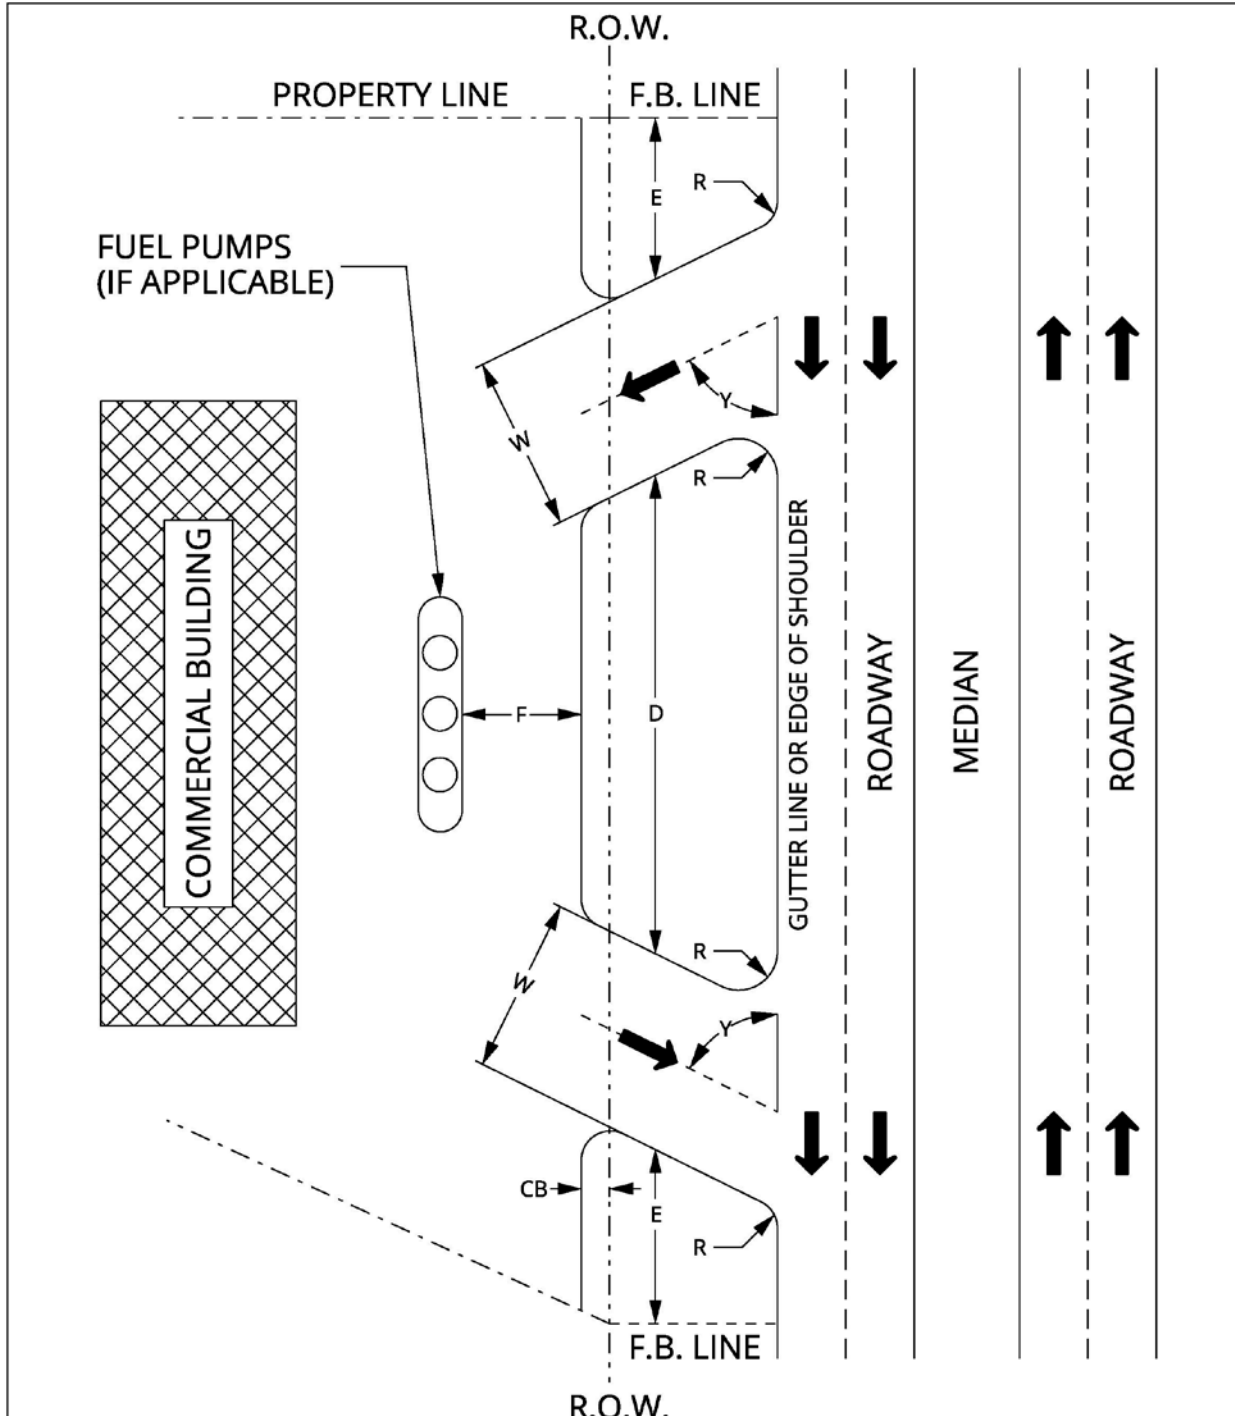 R.O.W.
PROPERTY LINE
F.B. LINE
E
R
FUEL PUMPS
(IF APPLICABLE)
Y
W
R
COMMERCIAL BUILDING
F
D
GUTTER LINE OR EDGE OF SHOULDER
ROADWAY
MEDIAN
ROADWAY
R
W
Y
CB
E
R
F.B. LINE
R.O.W.